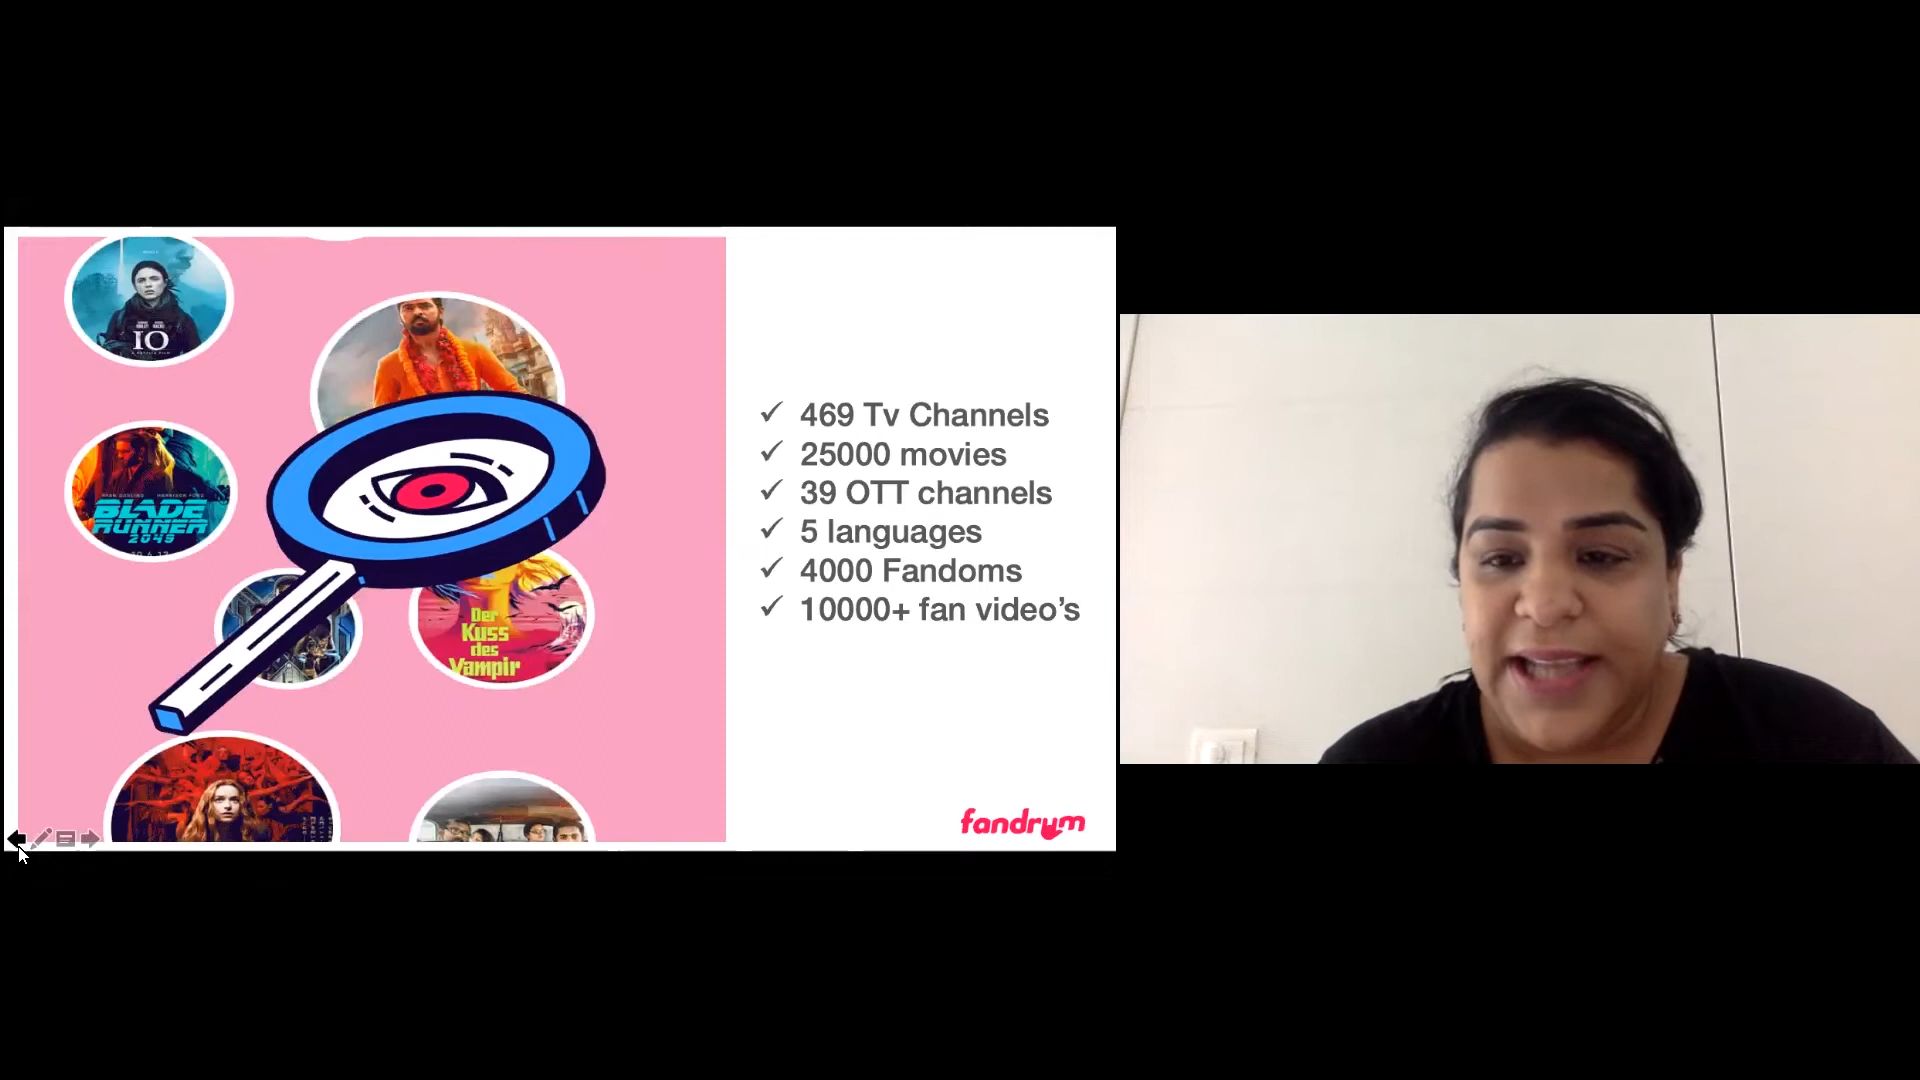 IO
BLADE
RUNNER
2049
Der
Kuss
des
Vampir
469 Tv Channels
25000 movies
39 OTT channels
5 languages
4000 Fandoms
10000+ fan video's
fandrum